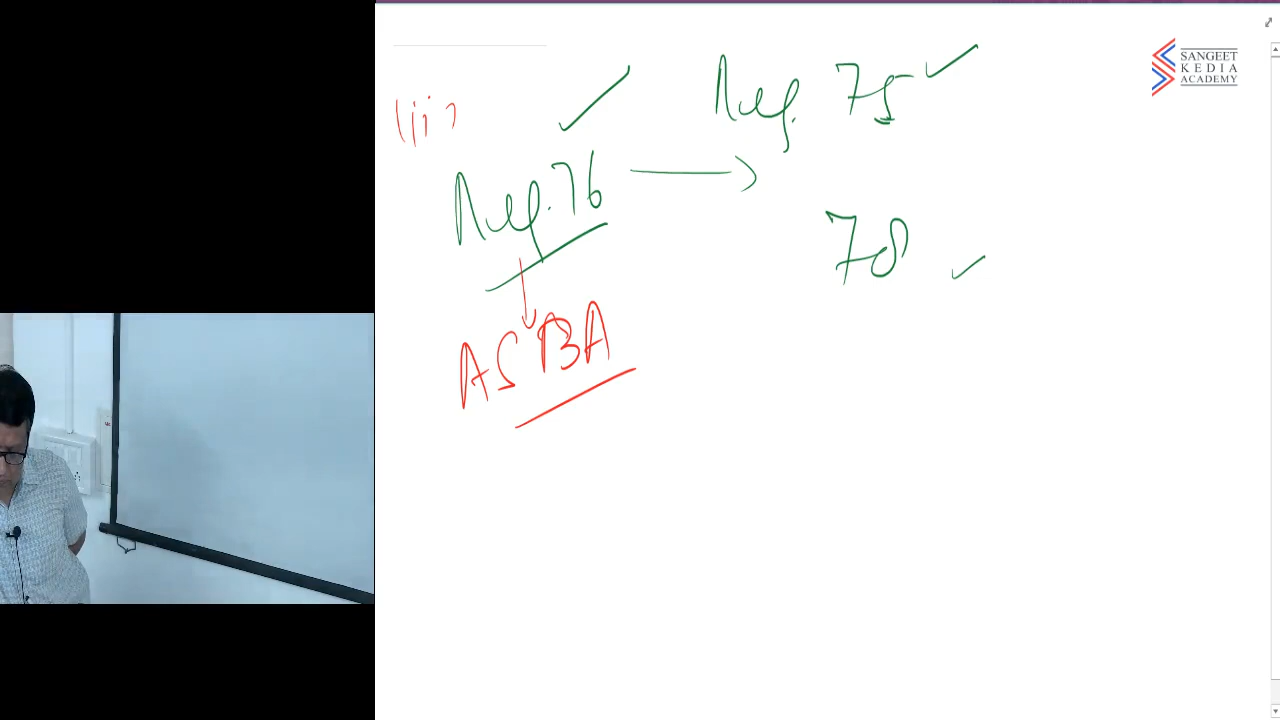 SANGEET
KEDIA
ACADEMY
(ii)
Reg. 75
Reg. 76
78
ASBA